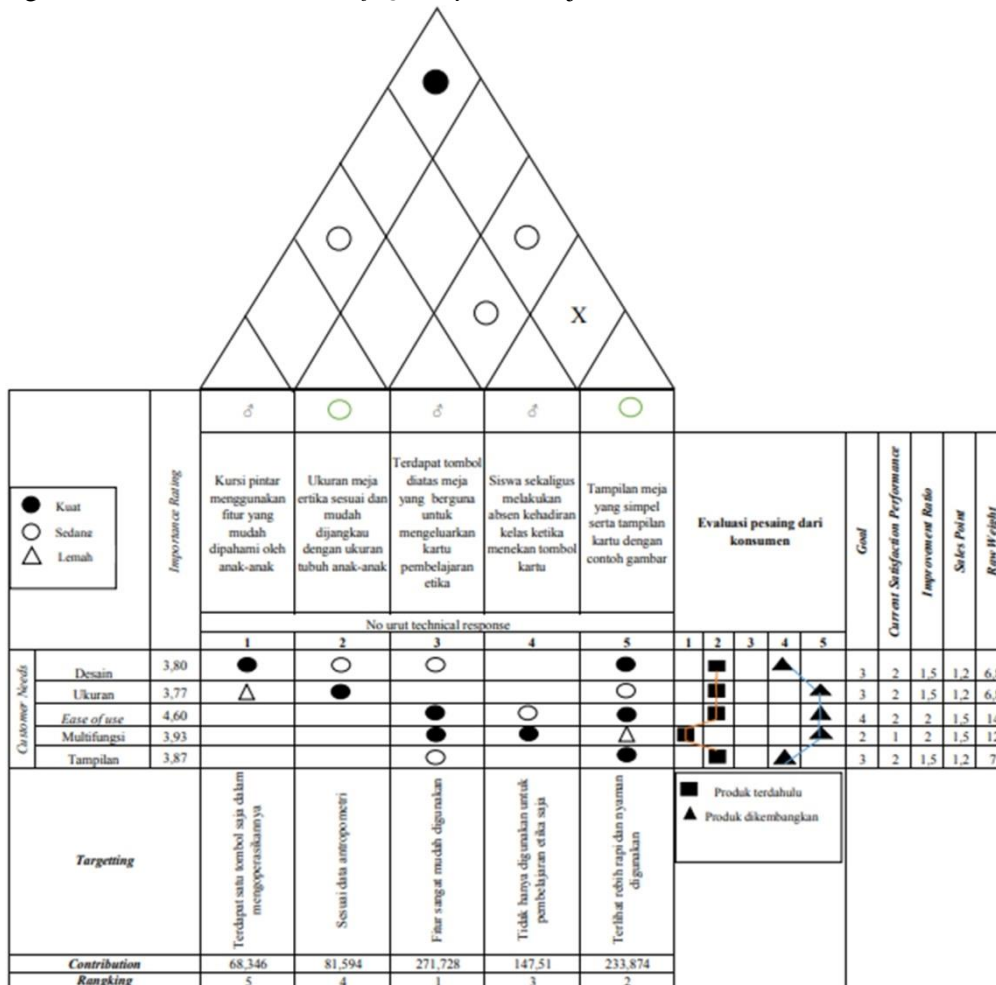 X
Kuat
Sedang
Lemah
Importance Rating
Kursi pintar
menggunakan
fitur yang
mudah
dipahami oleh
anak-anak
Ukuran meja
ertika sesuai dan
mudah
dijangkau
dengan ukuran
tubuh anak-anak
Terdapat tombol
diatas meja
yang berguna
untuk
mengeluarkan
kartu
pembelajaran
etika
Siswa sekaligus
melakukan
absen kehadiran
kelas ketika
menekan tombol
kartu
Tampilan meja
yang simpel
serta tampilan
kartu dengan
contoh gambar
Evaluasi pesaing dari
konsumen
Goal
Current Satisfaction Performance
Improvement Ratio
Sales Point
Raw Weight
No urut technical response
1 2 3 4 5 1 2 3 4 5
Customer Needs
Desain 3,80 3 2 1,5 1,2
Ukuran 3,77 3 2 1,5 1,2
Ease of use 4,60 4 2 2 1,5
Multifungsi 3,93 2 1 2 1,5
Tampilan 3,87 3 2 1,5 1,2
Targetting
Terdapat satu tombol saja dalam
mengoperasikannya
Sesuai data antropometri
Fitur sangat mudah digunakan
Tidak hanya digunakan untuk
pembelajaran etika saja
Terlihat rebih rapi dan nyaman
digunakan
Produk terdahulu
Produk dikembangkan
Contribution 68,346 81,594 271,728 147,51 233,874
Rangking 5 4 1 3 2